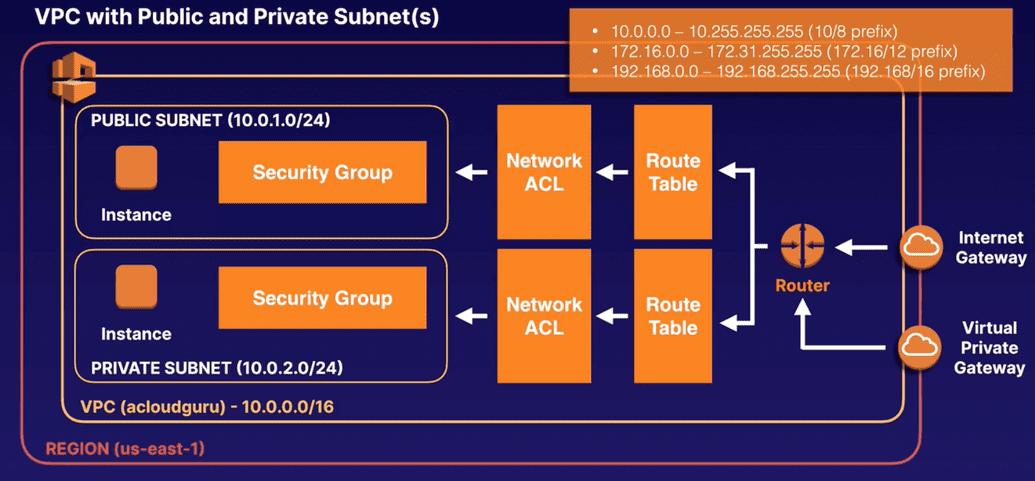 VPC with Public and Private Subnet(s)
• 10.0.0.0 – 10.255.255.255 (10/8 prefix)
• 172.16.0.0 – 172.31.255.255 (172.16/12 prefix)
• 192.168.0.0 – 192.168.255.255 (192.168/16 prefix)
PUBLIC SUBNET (10.0.1.0/24)
Instance
Security Group
Network
ACL
Route
Table
Router
Internet
Gateway
Instance
Security Group
Network
ACL
Route
Table
Virtual
Private
Gateway
PRIVATE SUBNET (10.0.2.0/24)
VPC (acloudguru) - 10.0.0.0/16
REGION (us-east-1)